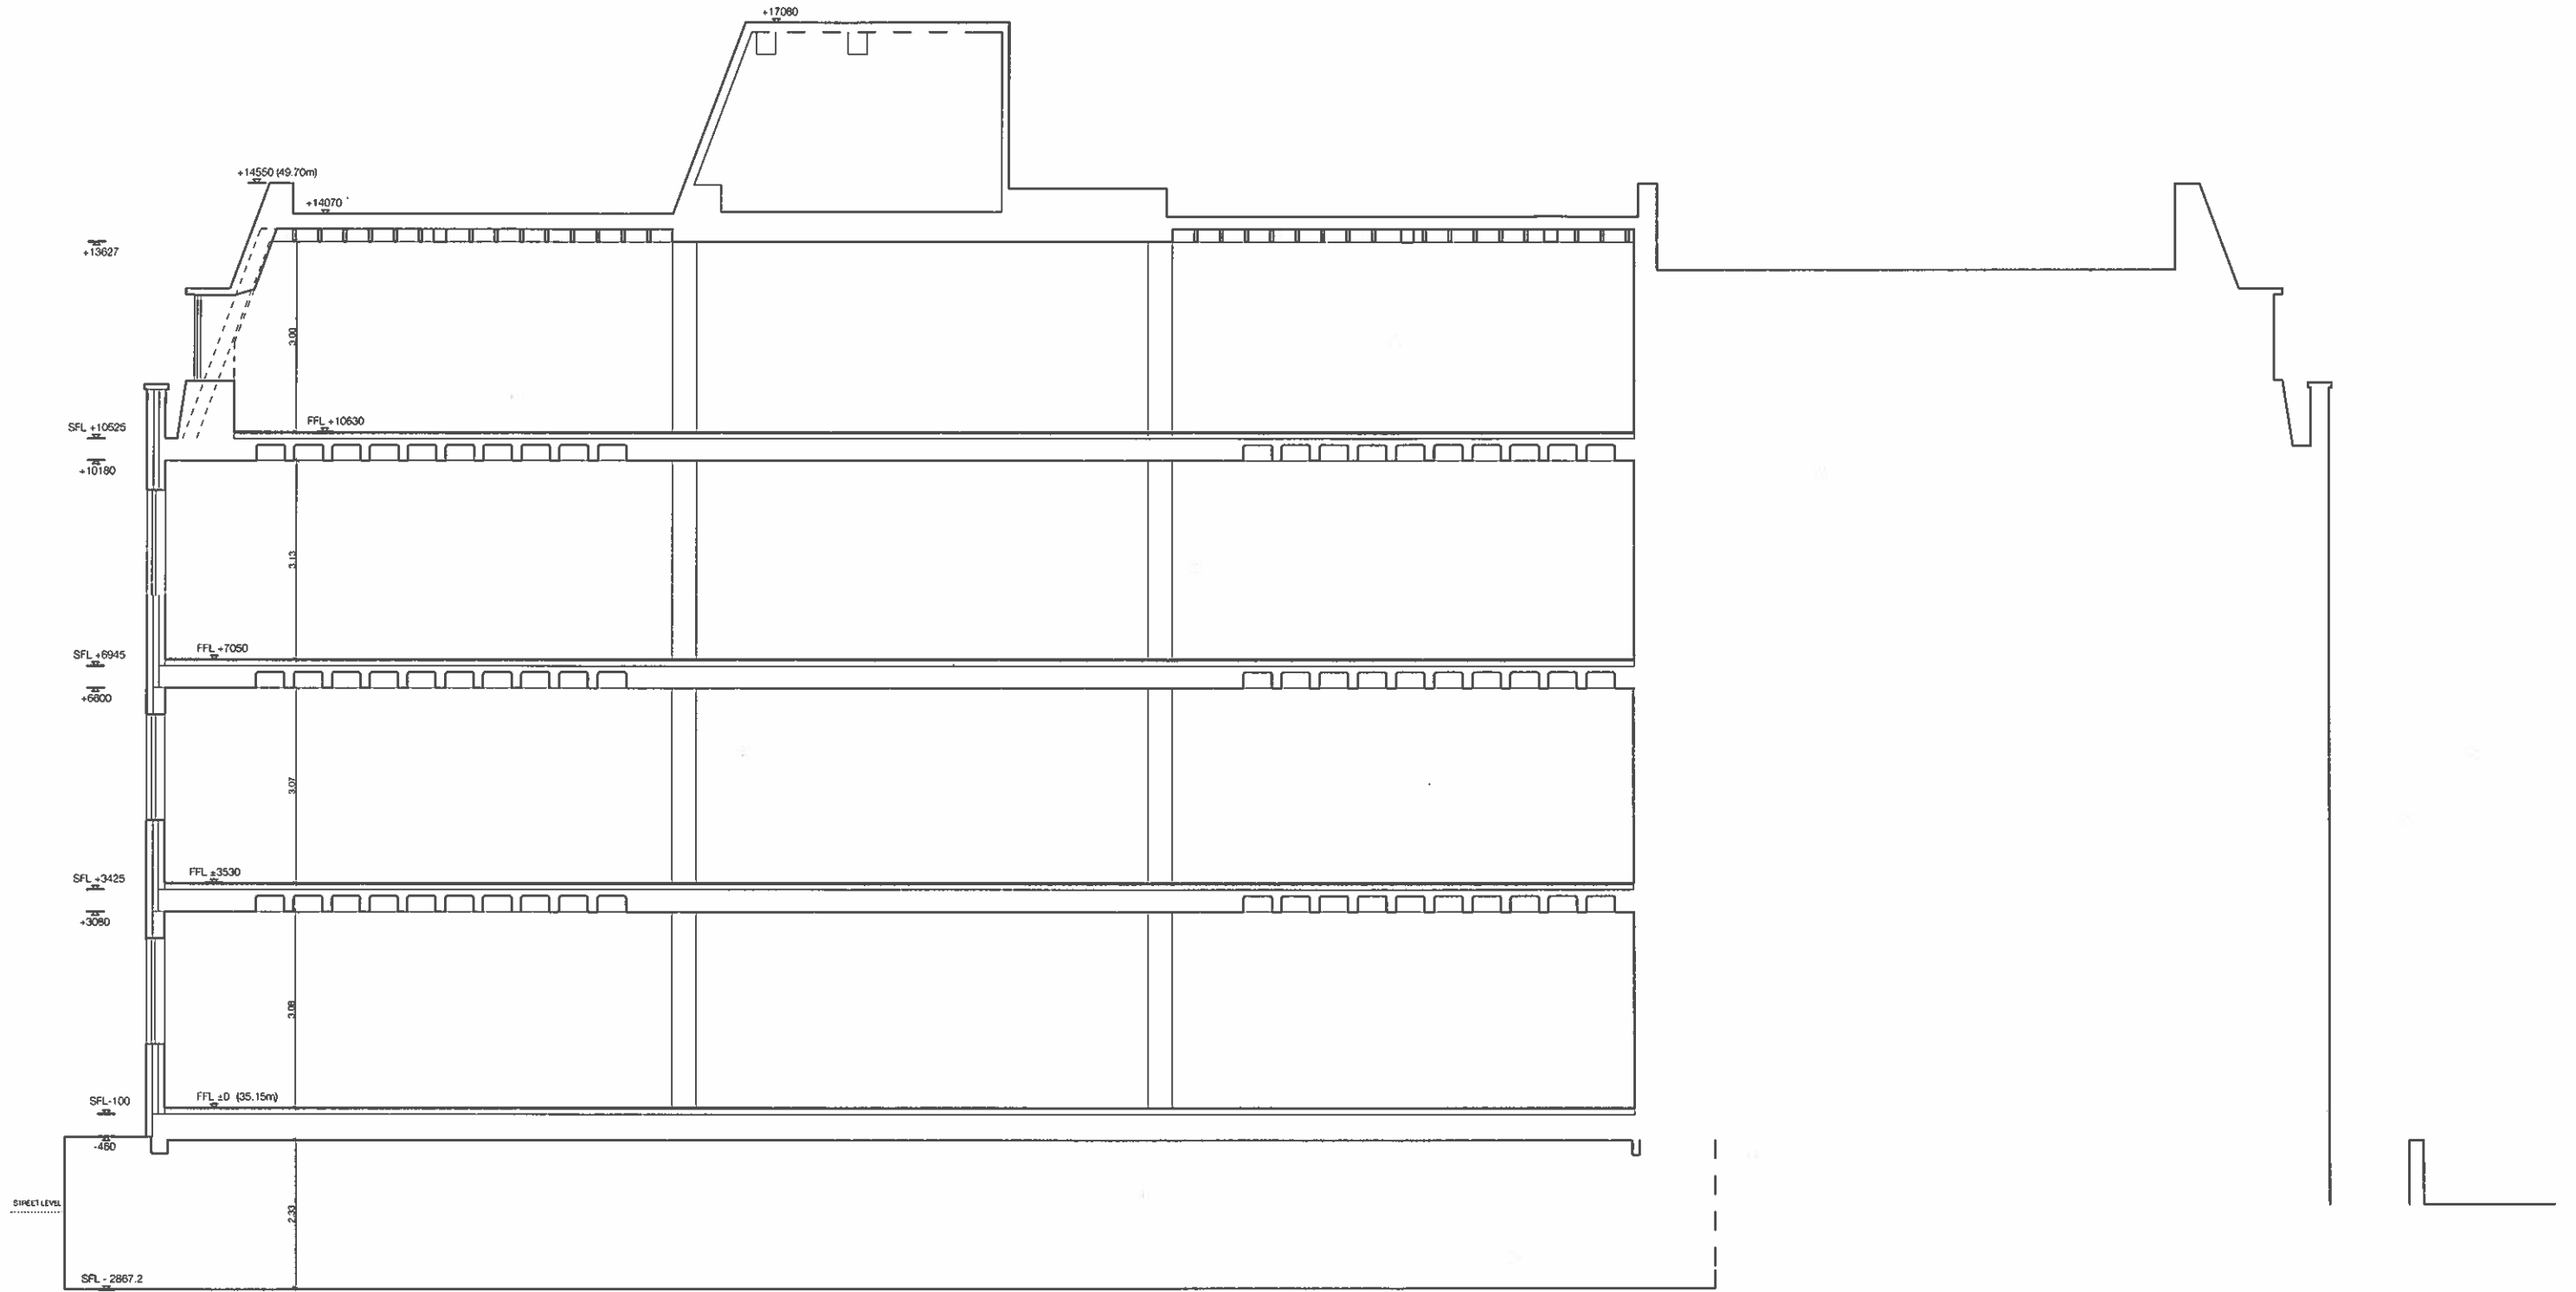 +17060
+14550 (49.70m)
+14070
+13627
3.00
FFL +10630
SFL +10525
+10180
3.13
FFL +7050
SFL +6945
+6600
3.07
FFL ±3530
SFL +3425
+3080
3.08
FFL ±0 (35.15m)
SFL-100
-460
STREET LEVEL
2.33
SFL - 2867.2